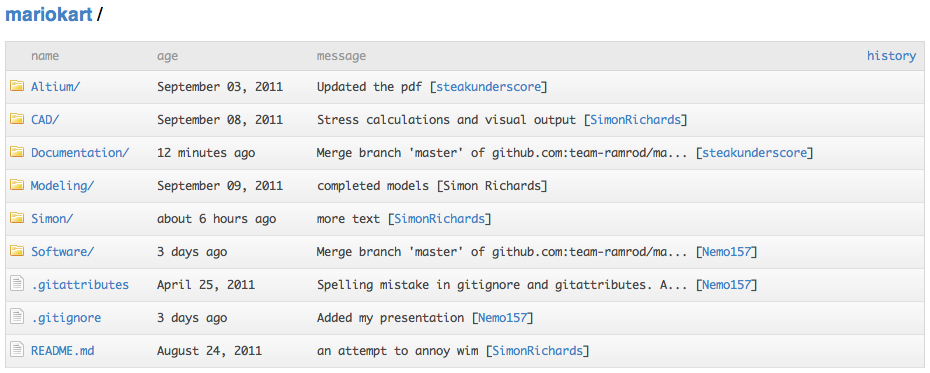 mariokart /
name age message history
Altium/ September 03, 2011 Updated the pdf [steakunderscore]
CAD/ September 08, 2011 Stress calculations and visual output [SimonRichards]
Documentation/ 12 minutes ago Merge branch 'master' of github.com:team-ramrod/ma... [steakunderscore]
Modeling/ September 09, 2011 completed models [Simon Richards]
Simon/ about 6 hours ago more text [SimonRichards]
Software/ 3 days ago Merge branch 'master' of github.com:team-ramrod/ma... [Nemo157]
.gitattributes April 25, 2011 Spelling mistake in gitignore and gitattributes. A... [Nemo157]
.gitignore 3 days ago Added my presentation [Nemo157]
README.md August 24, 2011 an attempt to annoy wim [SimonRichards]